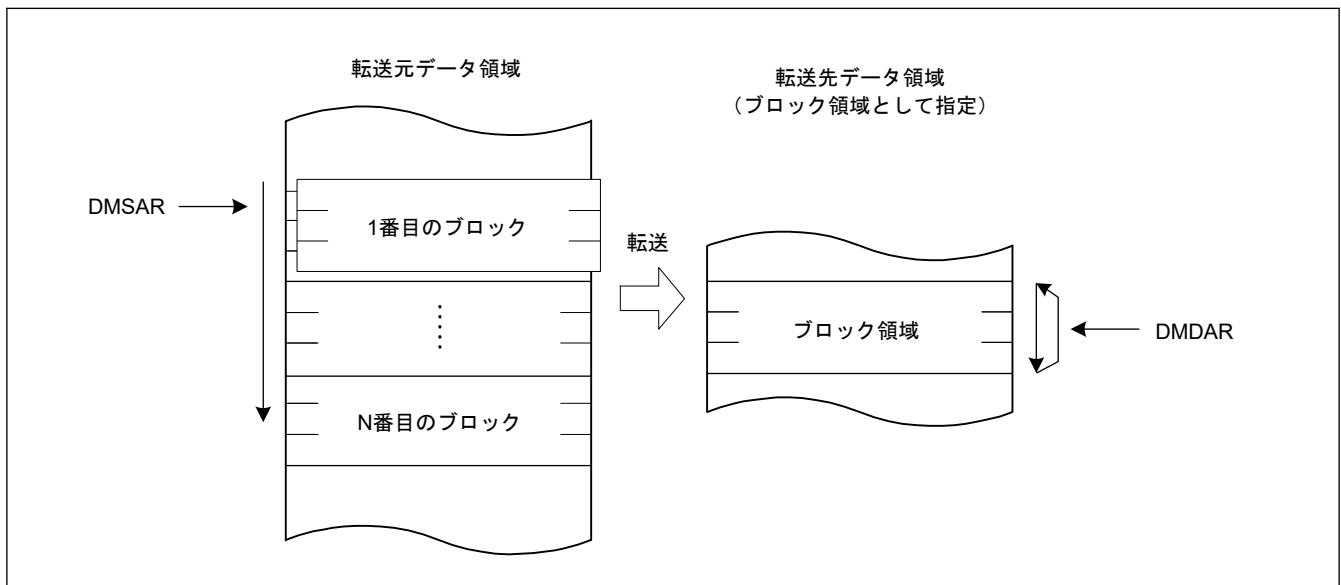 転送元データ領域
転送先データ領域
（ブロック領域として指定）
DMSAR
1番目のブロック
転送
ブロック領域
DMDAR
N番目のブロック